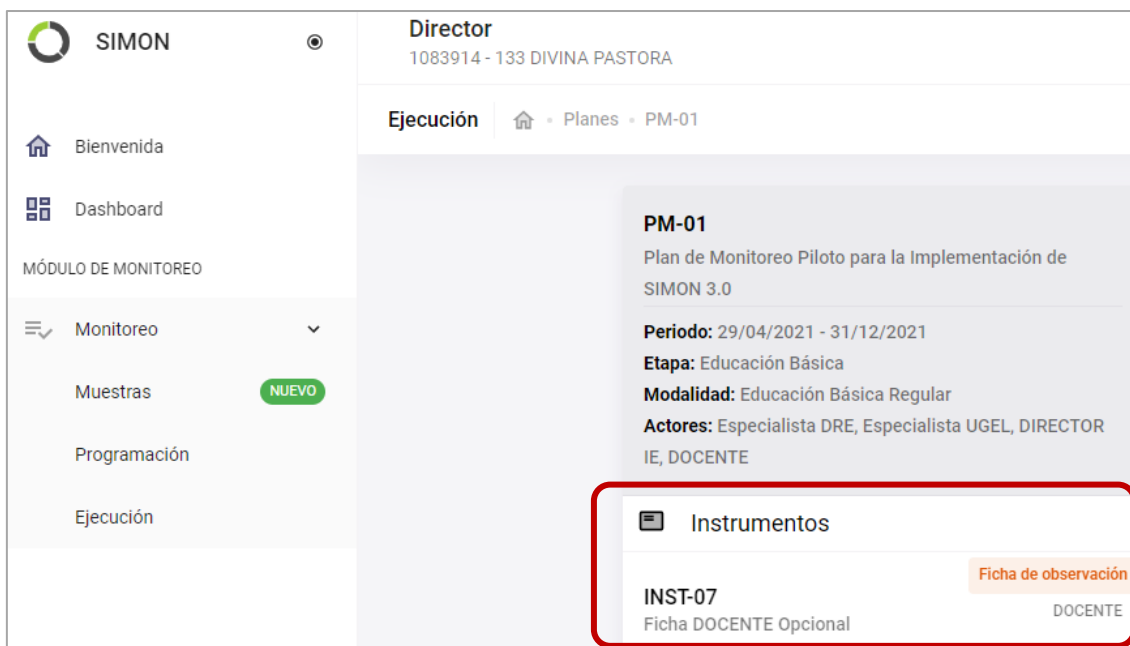 SIMON
Bienvenida
Dashboard
MÓDULO DE MONITOREO
Monitoreo
Muestras NUEVO
Programación
Ejecución
Director
1083914 - 133 DIVINA PASTORA
Ejecución Planes PM-01
PM-01
Plan de Monitoreo Piloto para la Implementación de
SIMON 3.0
Periodo: 29/04/2021 - 31/12/2021
Etapa: Educación Básica
Modalidad: Educación Básica Regular
Actores: Especialista DRE, Especialista UGEL, DIRECTOR
IE, DOCENTE
Instrumentos
Ficha de observación
INST-07
DOCENTE
Ficha DOCENTE Opcional